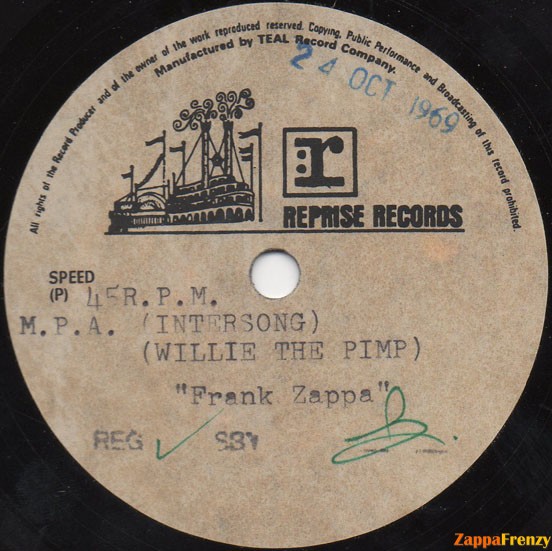 All rights of the Record Producer and of the owner of the work reproduced reserved. Copying, Public Performance and Broadcasting of this record prohibited.
Manufactured by TEAL Record Company.
24 OCT 1969
r
REPRISE RECORDS
SPEED
(P) 45R.P.M.
M.P.A. (INTERSONG)
(WILLIE THE PIMP)
"Frank Zappa"
REG
ZappaFrenzy